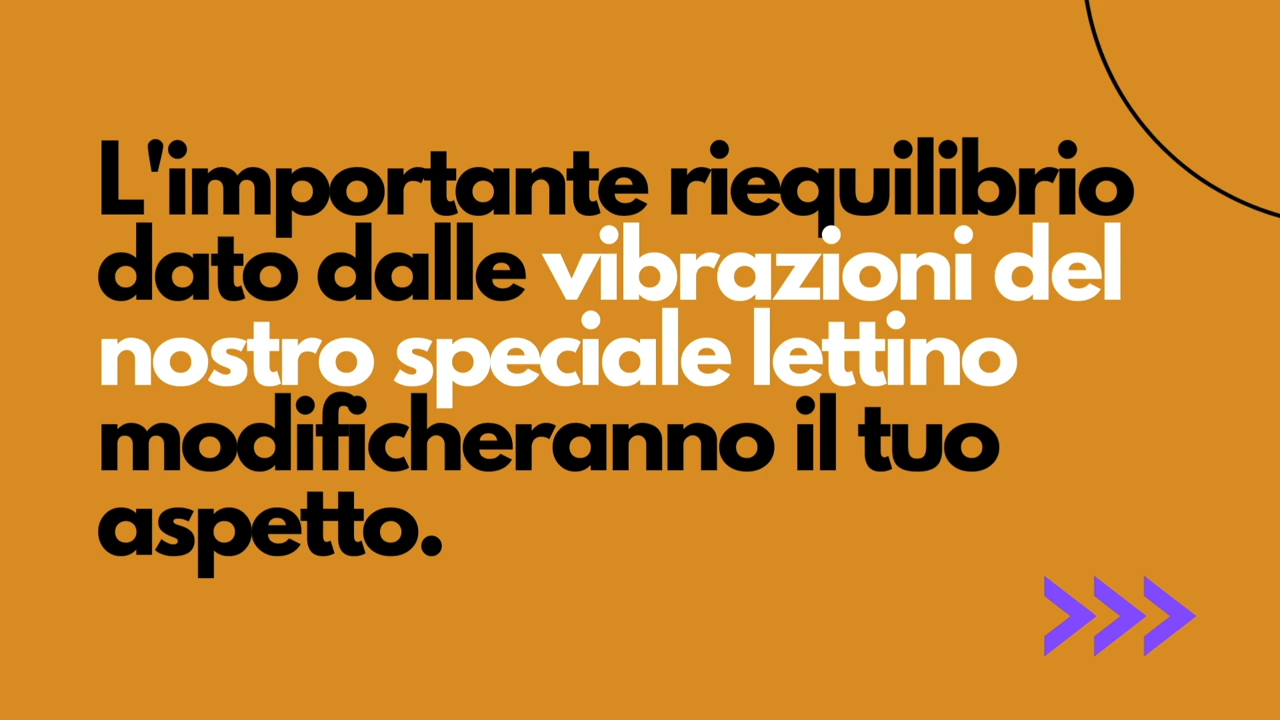 L'importante riequilibrio
dato dalle vibrazioni del
nostro speciale lettino
modificheranno il tuo
aspetto.